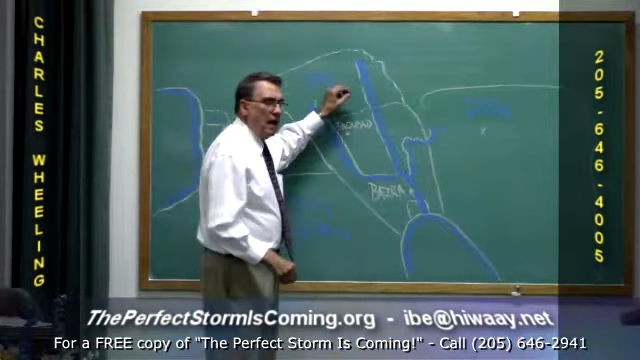 CHARLES WHEELING
BAGHDAD
BAZRA
x
205-646-4005
ThePerfectStormIsComing.org - ibe@hiwaay.net
For a FREE copy of "The Perfect Storm Is Coming!" - Call (205) 646-2941